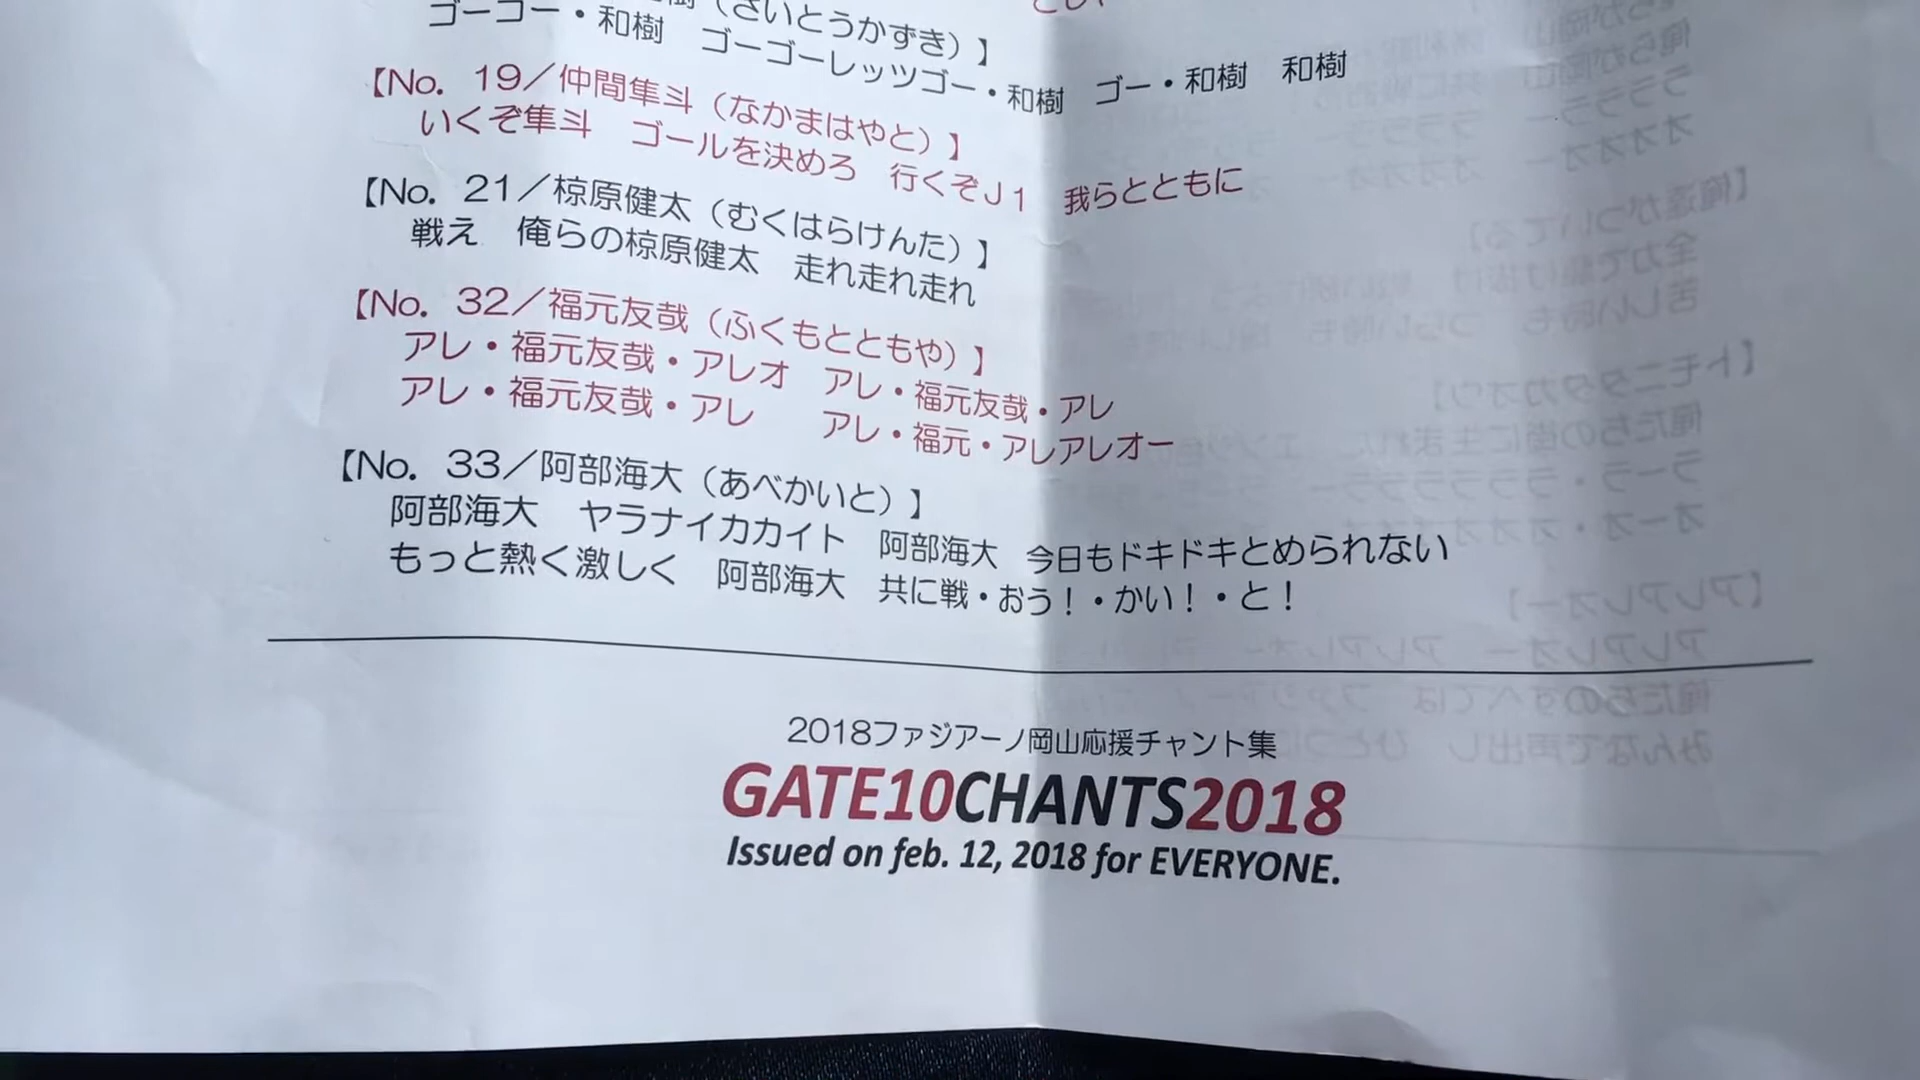 樹（さいとうかずき）】
ゴーゴー・和樹　ゴーゴーレッツゴー・和樹　ゴー・和樹　和樹
【No. 19／仲間隼斗（なかまはやと）】
いくぞ隼斗　ゴールを決めろ　行くぞＪ１　我らとともに
【No. 21／椋原健太（むくはらけんた）】
戦え　俺らの椋原健太　走れ走れ走れ
【No. 32／福元友哉（ふくもとともや）】
アレ・福元友哉・アレオ　アレ・福元友哉・アレ
アレ・福元友哉・アレ　アレ・福元・アレアレオー
【No. 33／阿部海大（あべかいと）】
阿部海大　ヤラナイカカイト　阿部海大　今日もドキドキとめられない
もっと熱く激しく　阿部海大　共に戦・おう！・かい！・と！
2018ファジアーノ岡山応援チャント集
GATE10CHANTS2018
Issued on feb. 12, 2018 for EVERYONE.